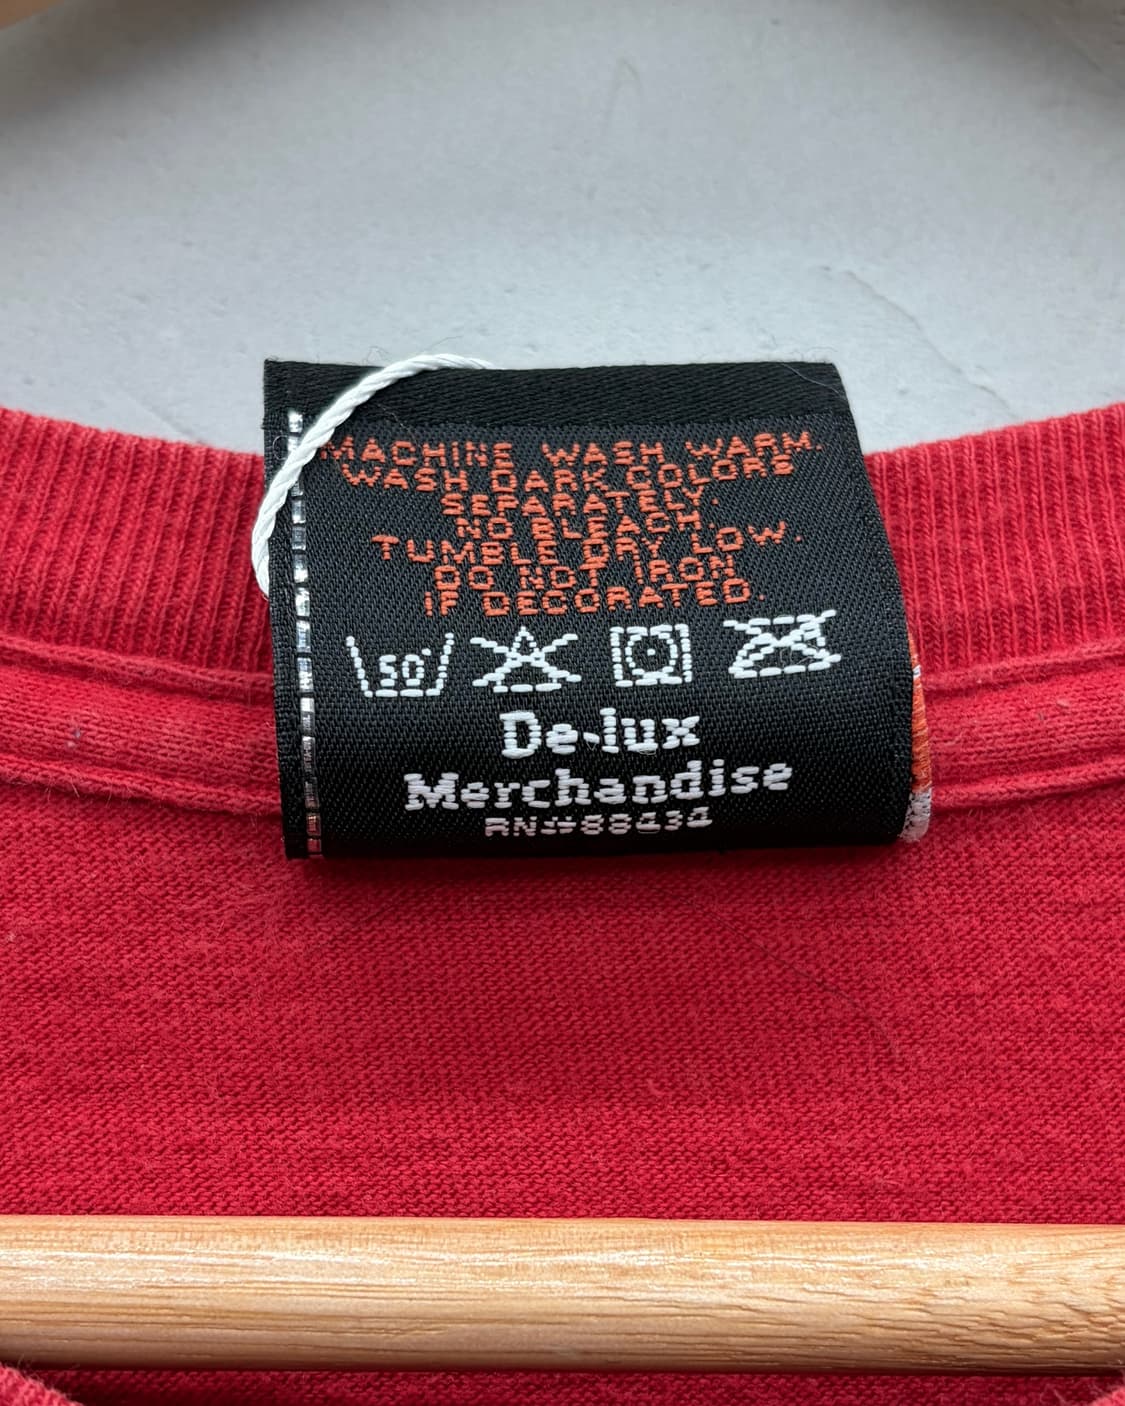 MACHINE WASH WARM.
WASH DARK COLORS
SEPARATELY.
NO BLEACH.
TUMBLE DRY LOW.
DO NOT IRON
IF DECORATED.
50°
De-lux
Merchandise
RN#88434